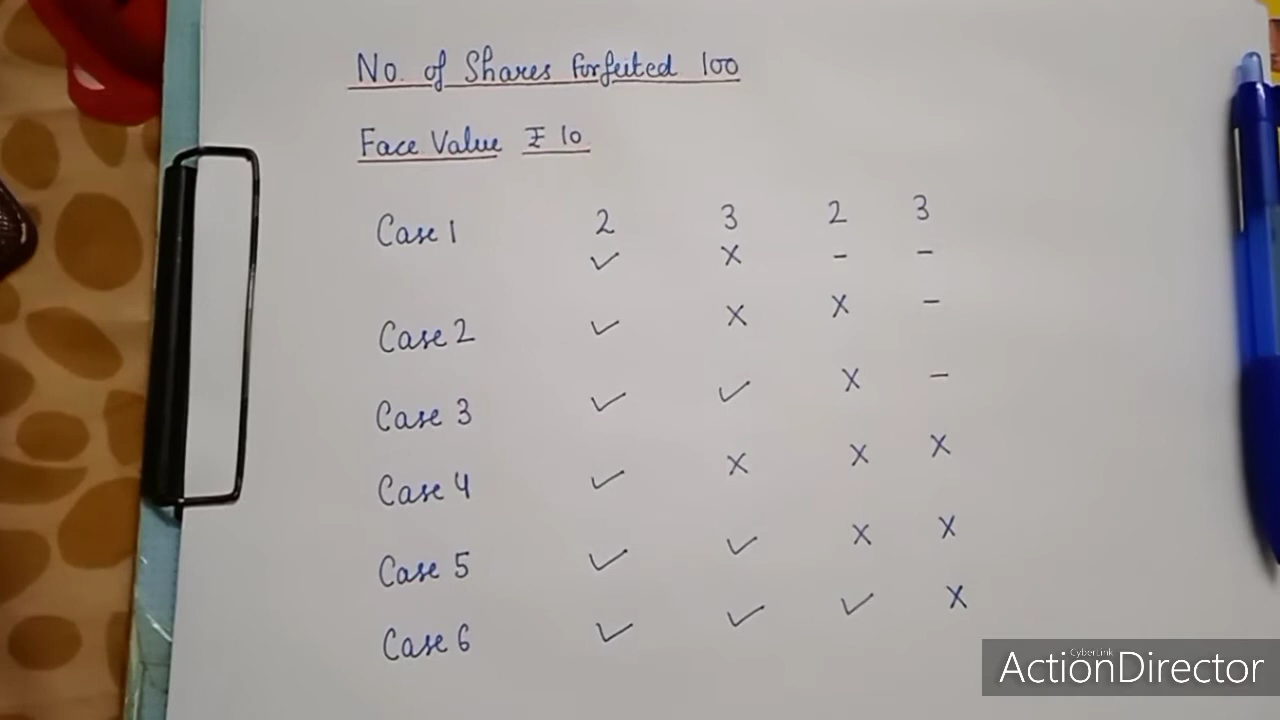 No. of Shares Forfeited 100
Face Value ₹ 10
Case 1 2 3 2 3
✓ X - -
Case 2 ✓ X X -
Case 3 ✓ ✓ X -
Case 4 ✓ X X X
Case 5 ✓ ✓ X X
Case 6 ✓ ✓ ✓ X
CyberLink
ActionDirector